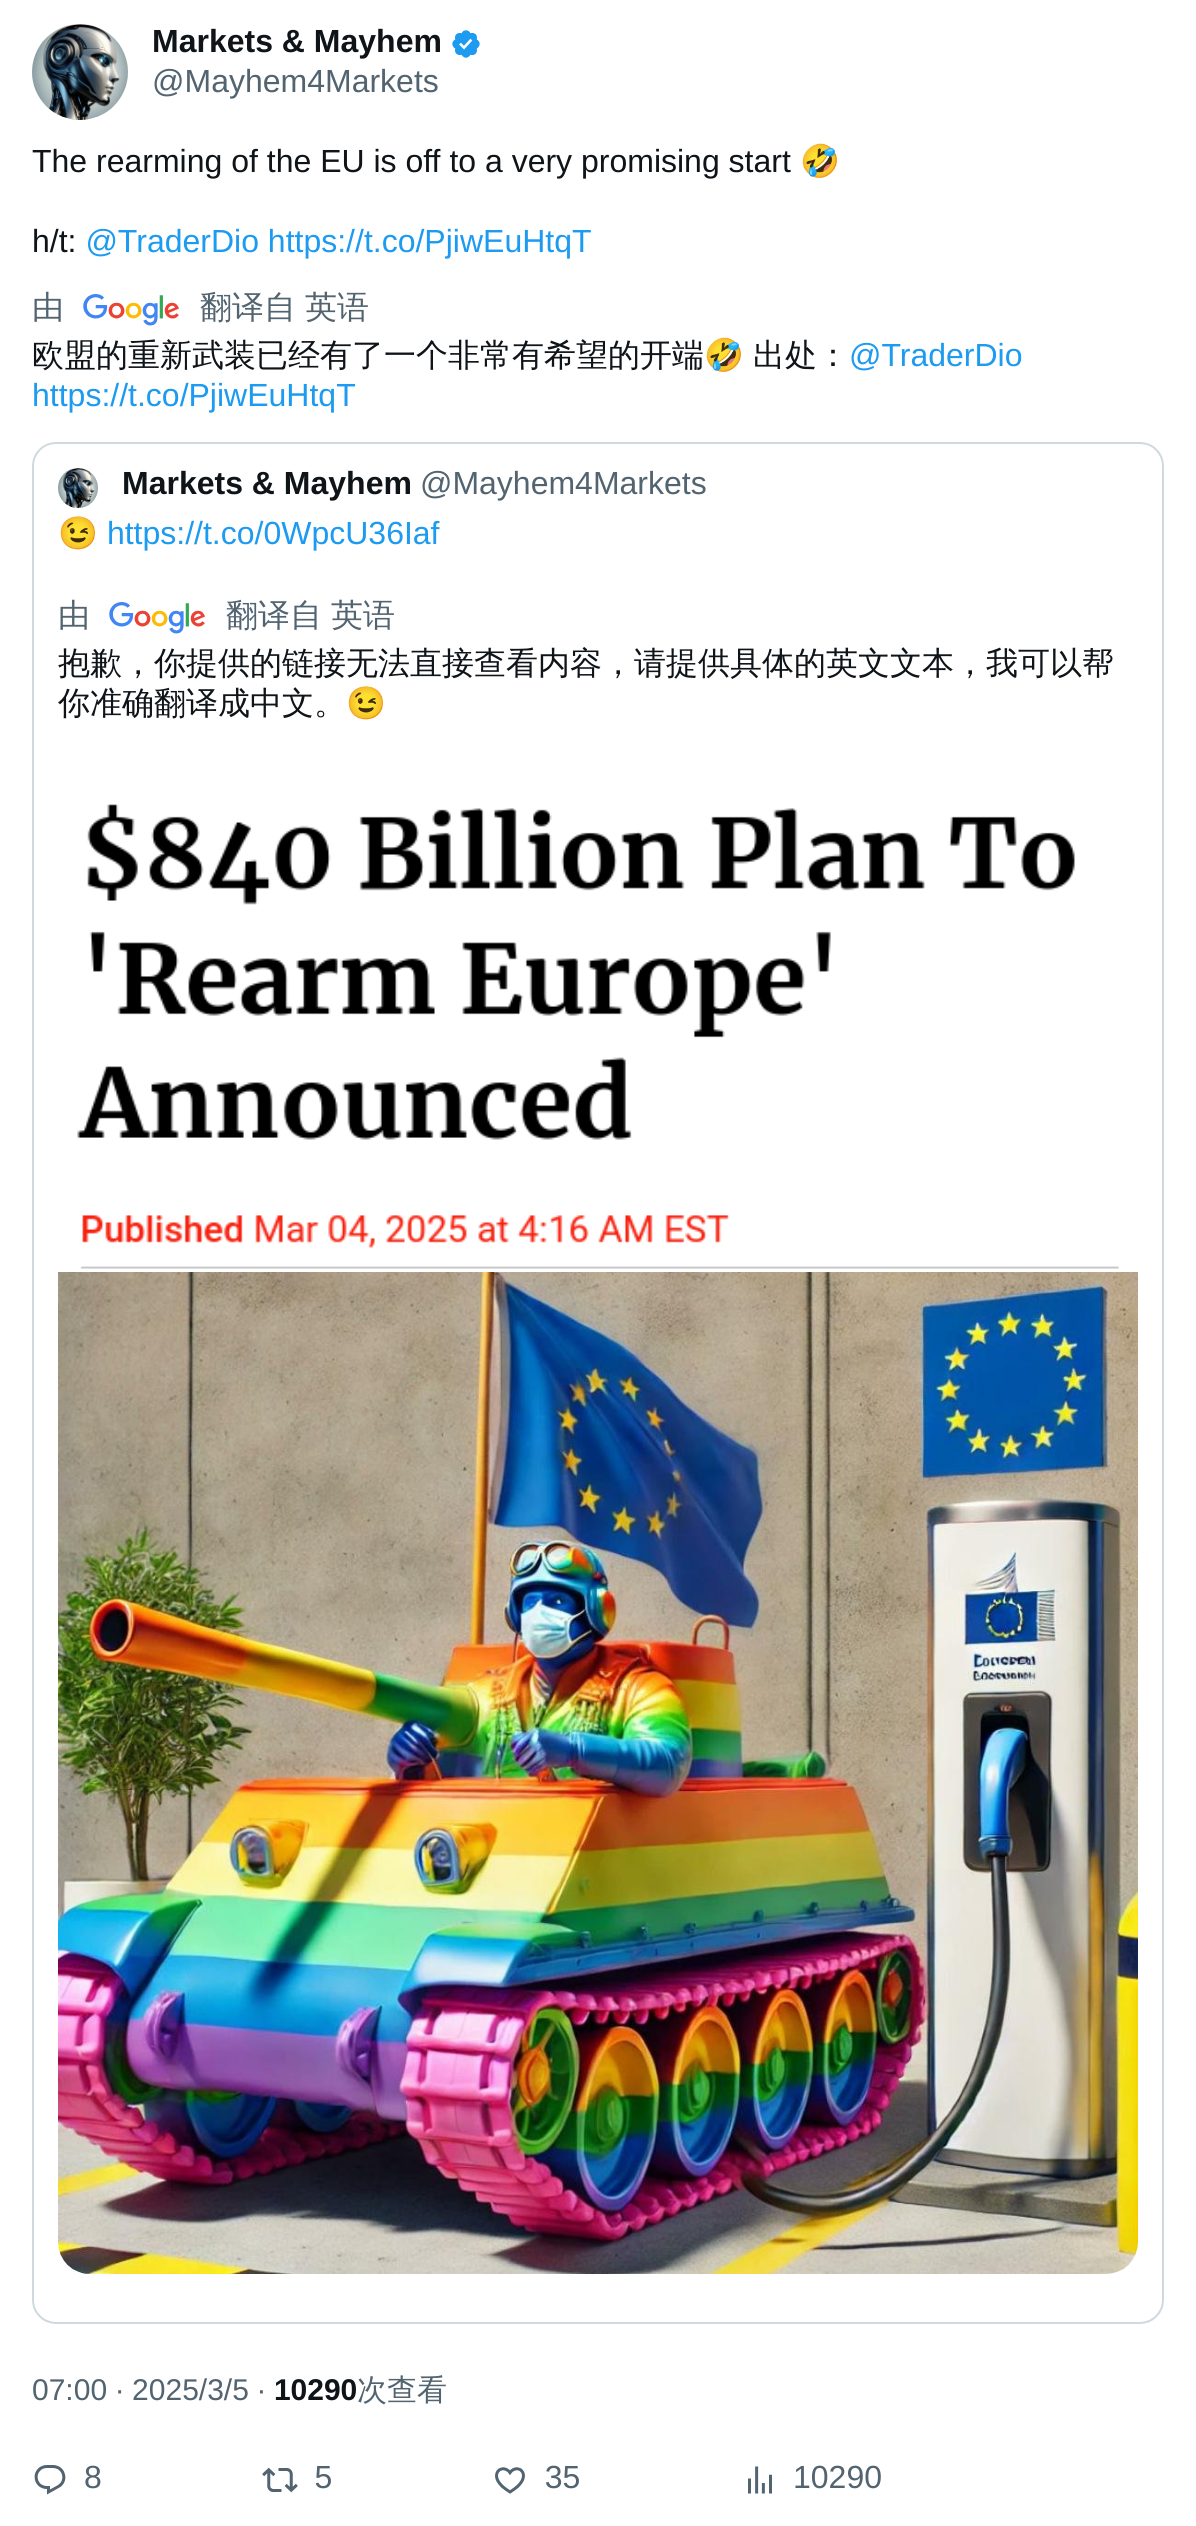 Markets & Mayhem
@Mayhem4Markets
The rearming of the EU is off to a very promising start 🤣
h/t: @TraderDio https://t.co/PjiwEuHtqT
由 Google 翻译自 英语
欧盟的重新武装已经有了一个非常有希望的开端🤣 出处：@TraderDio
https://t.co/PjiwEuHtqT
Markets & Mayhem @Mayhem4Markets
😉 https://t.co/0WpcU36Iaf
由 Google 翻译自 英语
抱歉，你提供的链接无法直接查看内容，请提供具体的英文文本，我可以帮
你准确翻译成中文。😉
$840 Billion Plan To
'Rearm Europe'
Announced
Published Mar 04, 2025 at 4:16 AM EST
07:00 · 2025/3/5 · 10290次查看
8 5 35 10290